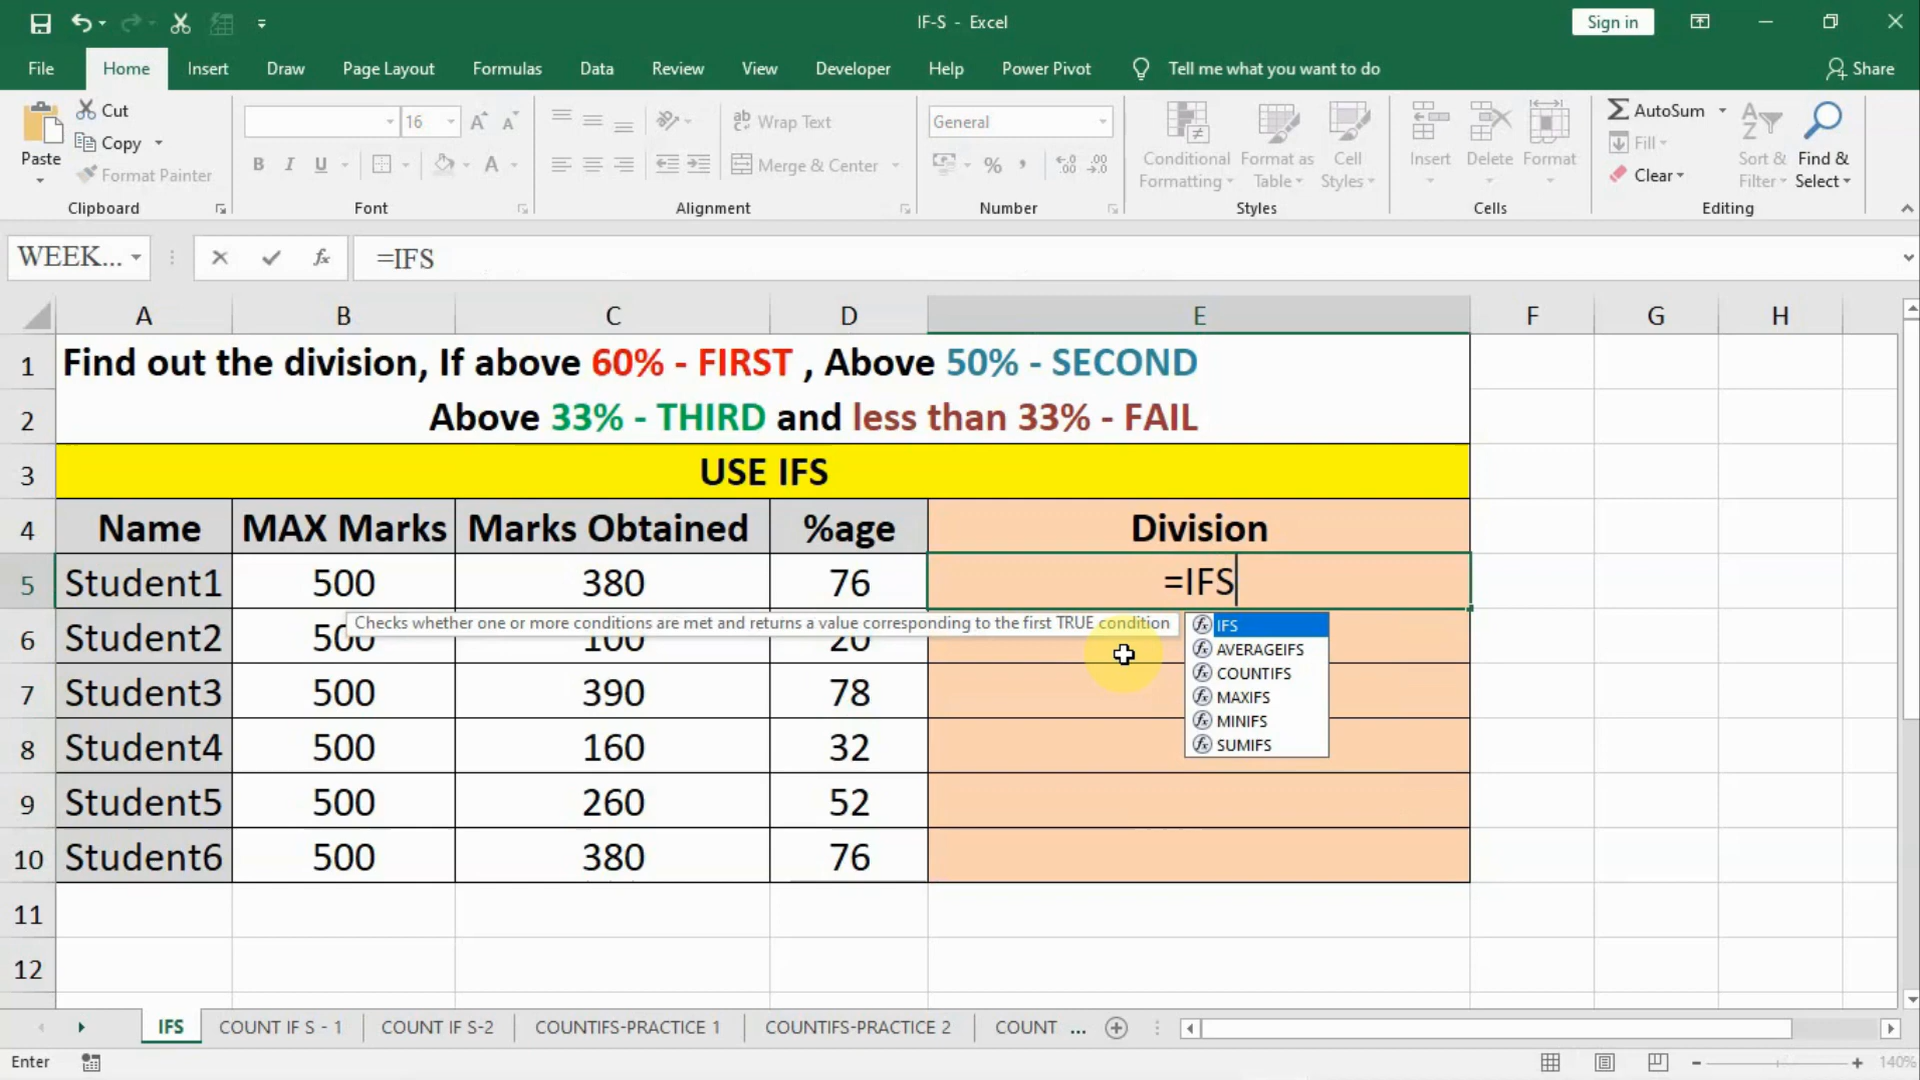 IF-S - Excel
Sign in
File Home Insert Draw Page Layout Formulas Data Review View Developer Help Power Pivot Tell me what you want to do Share
Paste
Cut
Copy
Format Painter
Clipboard
16
B I U
A
Font
Wrap Text
Merge & Center
Alignment
General
%
Number
Conditional Formatting
Format as Table
Cell Styles
Styles
Insert Delete Format
Cells
AutoSum
Fill
Clear
Sort & Filter
Find & Select
Editing
WEEK...
fx
=IFS
A B C D E F G H
1 Find out the division, If above 60% - FIRST , Above 50% - SECOND
2 Above 33% - THIRD and less than 33% - FAIL
3 USE IFS
4 Name MAX Marks Marks Obtained %age Division
5 Student1 500 380 76 =IFS
Checks whether one or more conditions are met and returns a value corresponding to the first TRUE condition
IFS
AVERAGEIFS
COUNTIFS
MAXIFS
MINIFS
SUMIFS
6 Student2 500 100 20
7 Student3 500 390 78
8 Student4 500 160 32
9 Student5 500 260 52
10 Student6 500 380 76
11
12
IFS COUNT IF S - 1 COUNT IF S-2 COUNTIFS-PRACTICE 1 COUNTIFS-PRACTICE 2 COUNT ...
Enter
140%